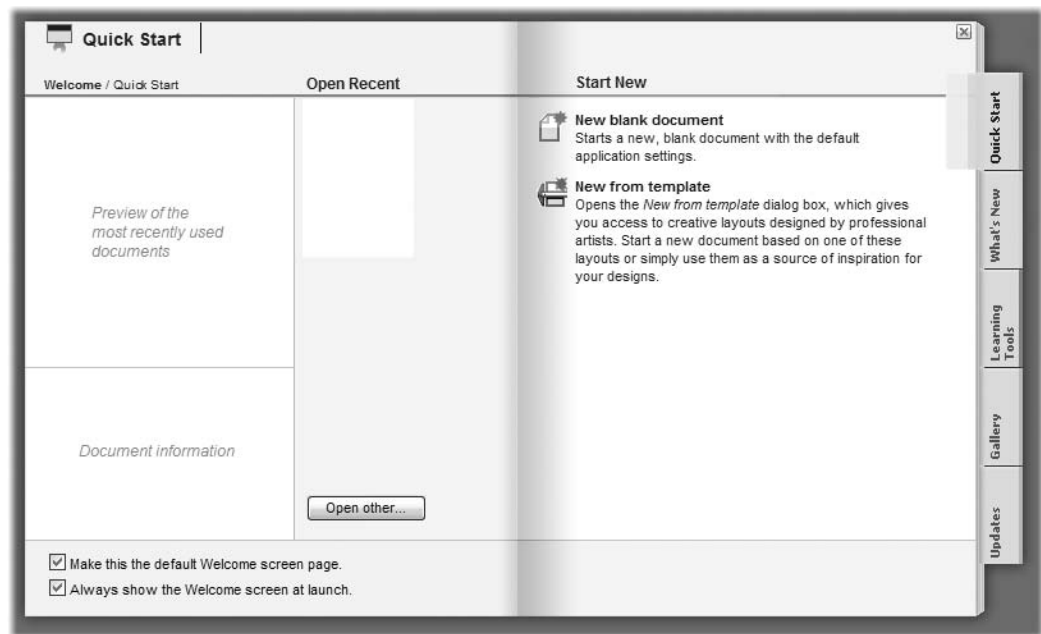 Quick Start
Welcome / Quick Start
Open Recent
Start New
Preview of the
most recently used
documents
Document information
Open other...
New blank document
Starts a new, blank document with the default
application settings.
New from template
Opens the New from template dialog box, which gives
you access to creative layouts designed by professional
artists. Start a new document based on one of these
layouts or simply use them as a source of inspiration for
your designs.
Make this the default Welcome screen page.
Always show the Welcome screen at launch.
Quick Start
What's New
Learning
Tools
Gallery
Updates